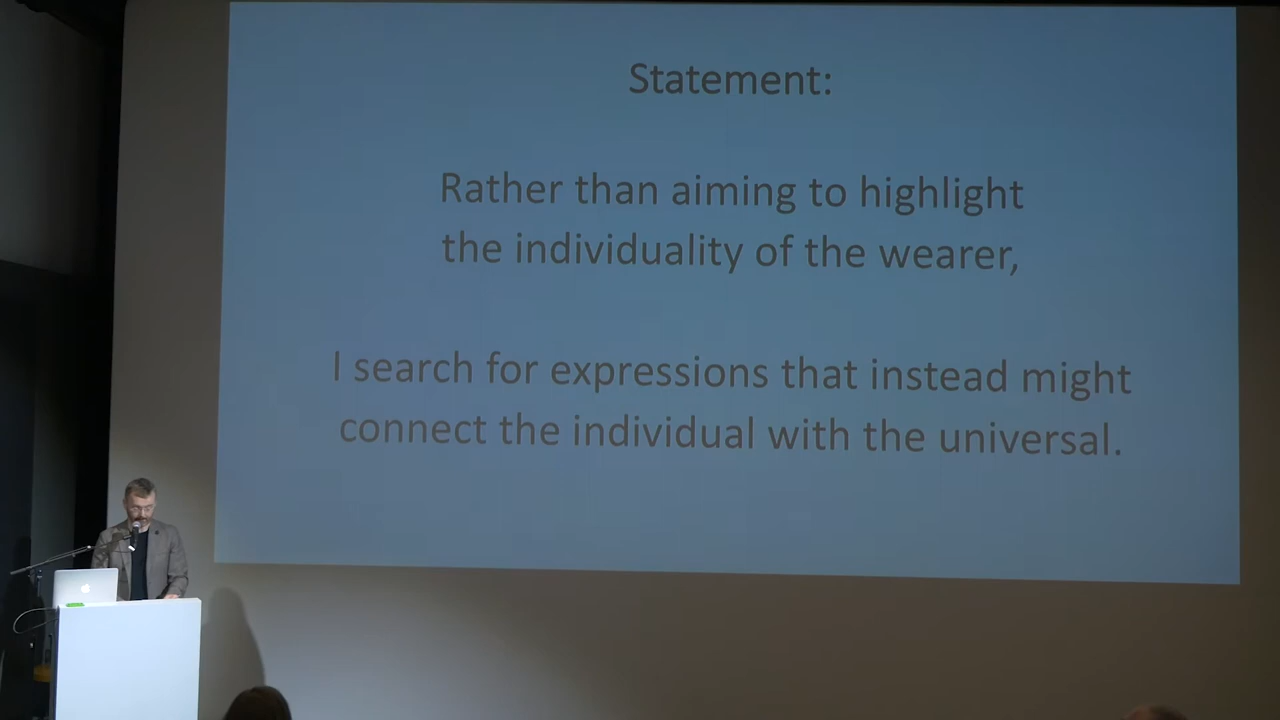 Statement:
Rather than aiming to highlight
the individuality of the wearer,
I search for expressions that instead might
connect the individual with the universal.